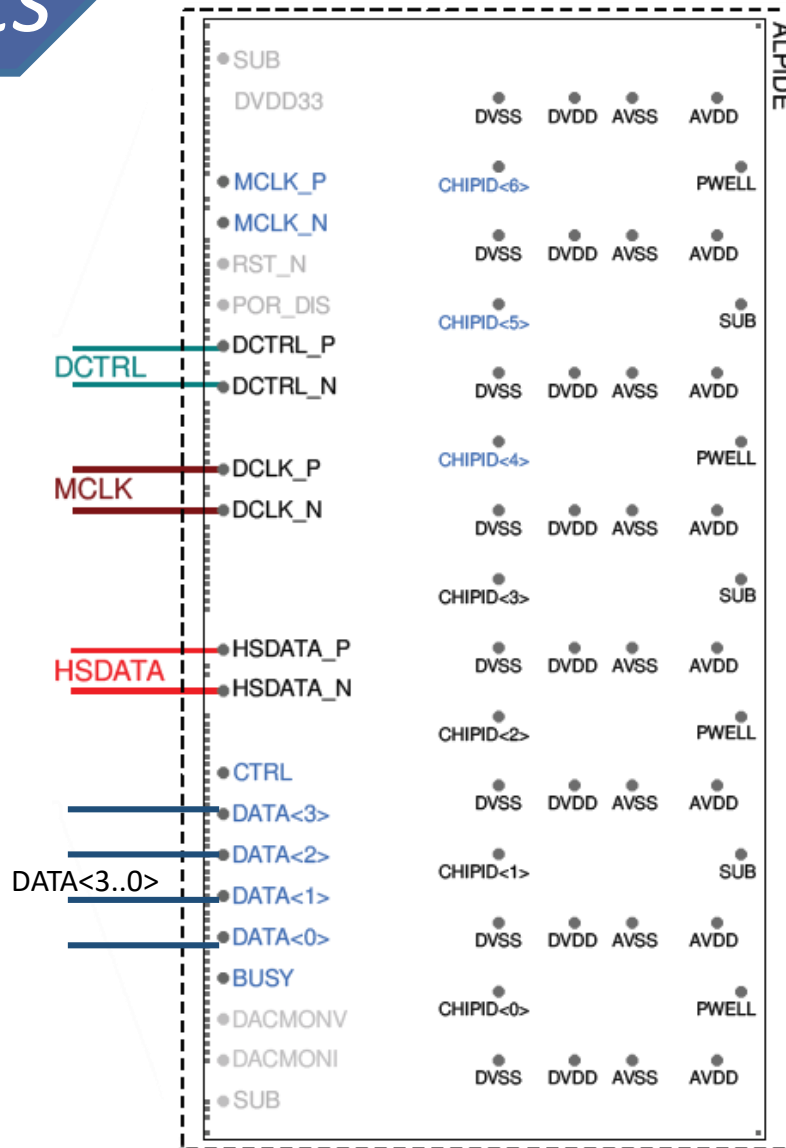 as
ALPIDE
SUB
DVDD33
DVSS DVDD AVSS AVDD
MCLK_P CHIPID<6> PWELL
MCLK_N
DVSS DVDD AVSS AVDD
RST_N
POR_DIS CHIPID<5> SUB
DCTRL DCTRL_P
DCTRL_N DVSS DVDD AVSS AVDD
CHIPID<4> PWELL
MCLK DCLK_P
DCLK_N DVSS DVDD AVSS AVDD
CHIPID<3> SUB
HSDATA HSDATA_P DVSS DVDD AVSS AVDD
HSDATA_N
CHIPID<2> PWELL
CTRL
DATA<3> DVSS DVDD AVSS AVDD
DATA<2>
DATA<3..0> CHIPID<1> SUB
DATA<1>
DATA<0> DVSS DVDD AVSS AVDD
BUSY
CHIPID<0> PWELL
DACMONV
DACMONI
DVSS DVDD AVSS AVDD
SUB